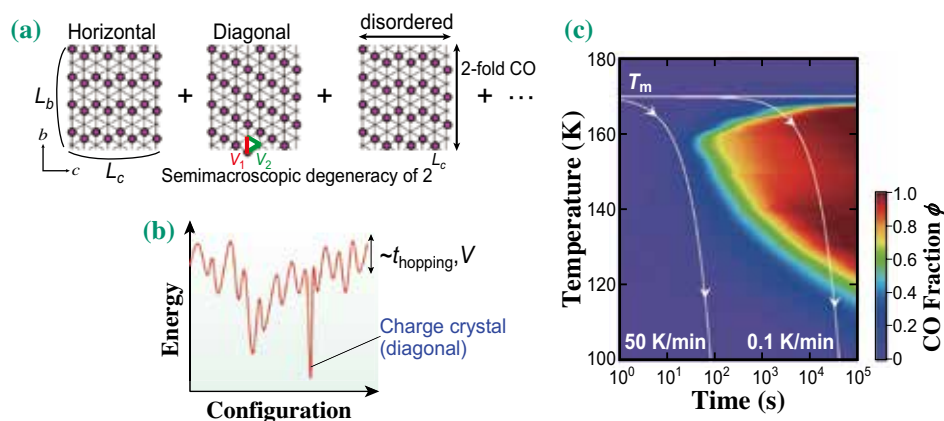 (a)
Horizontal
Diagonal
disordered
L_b
+
+
2-fold CO
+ ...
b
c
L_c
V_1
V_2
L_c
Semimacroscopic degeneracy of 2
(b)
Energy
~t_hopping, V
Charge crystal
(diagonal)
Configuration
(c)
180
T_m
160
140
120
100
Temperature (K)
50 K/min
0.1 K/min
10^0
10^1
10^2
10^3
10^4
10^5
Time (s)
1.0
0.8
0.6
0.4
0.2
0
CO Fraction ϕ